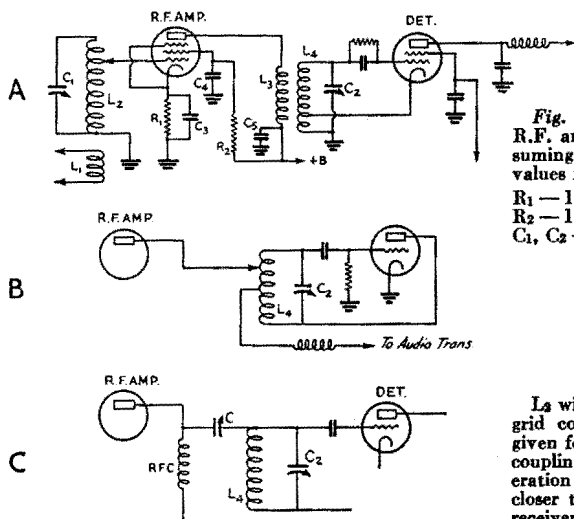 A
R.F. AMP.
DET.
C1
L2
L1
R1
C3
C4
R2
C5
L3
L4
C2
+B
B
R.F. AMP.
C2
L4
To Audio Trans.
C
R.F. AMP.
DET.
C
RFC
L4
C2
Fig.
R.F. an
suming
values
R1 — 1
R2 — 1
C1, C2 -
L3 wi
grid co
given fo
couplin
eration
closer t
receiver